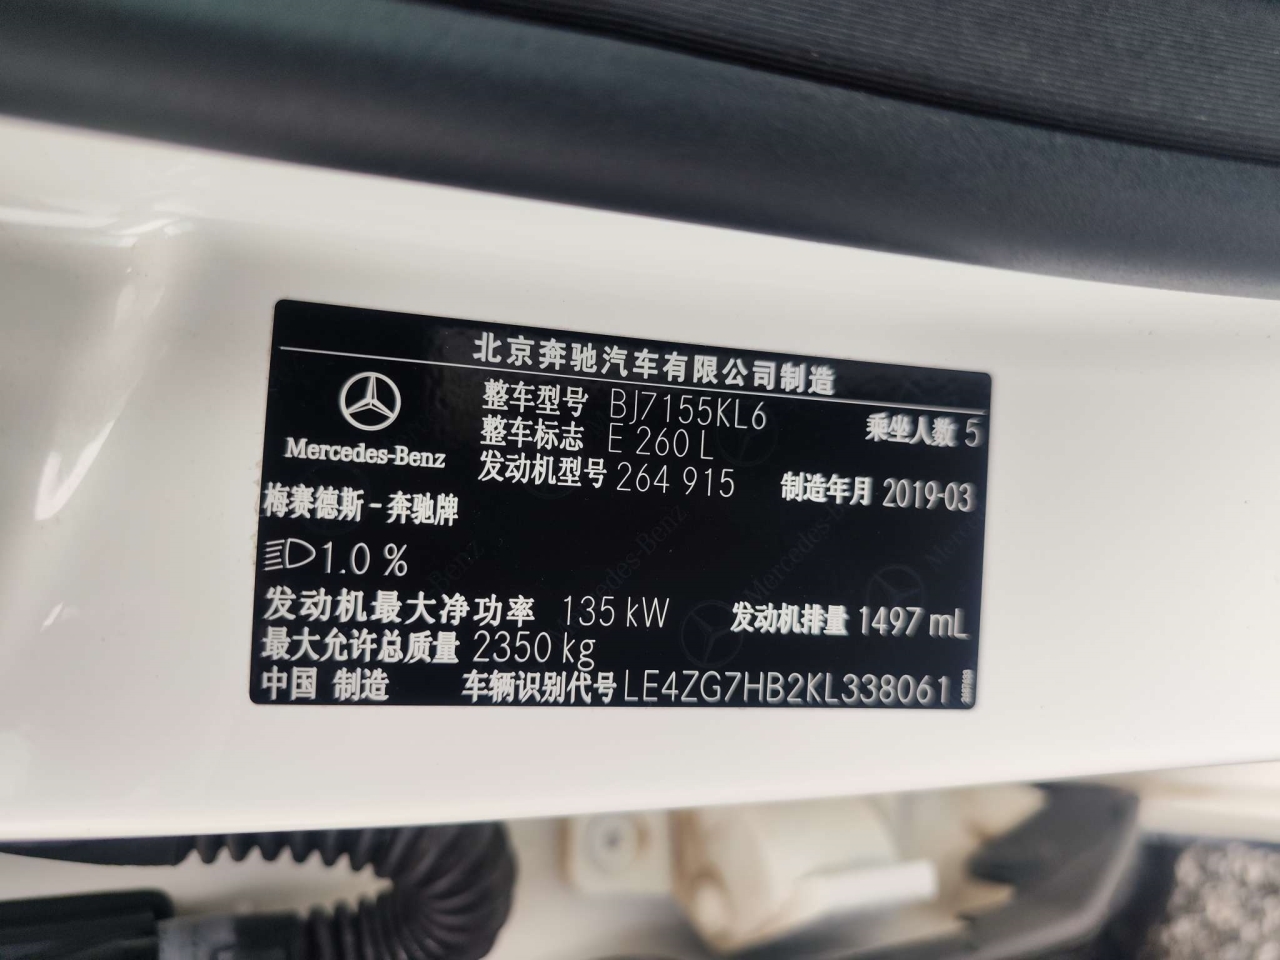 北京奔驰汽车有限公司制造
Mercedes-Benz
整车型号 BJ7155KL6
乘坐人数 5
整车标志 E 260 L
发动机型号 264 915
制造年月 2019-03
梅赛德斯-奔驰牌
1.0 %
发动机最大净功率 135 kW
发动机排量 1497 mL
最大允许总质量 2350 kg
中国 制造
车辆识别代号 LE4ZG7HB2KL338061